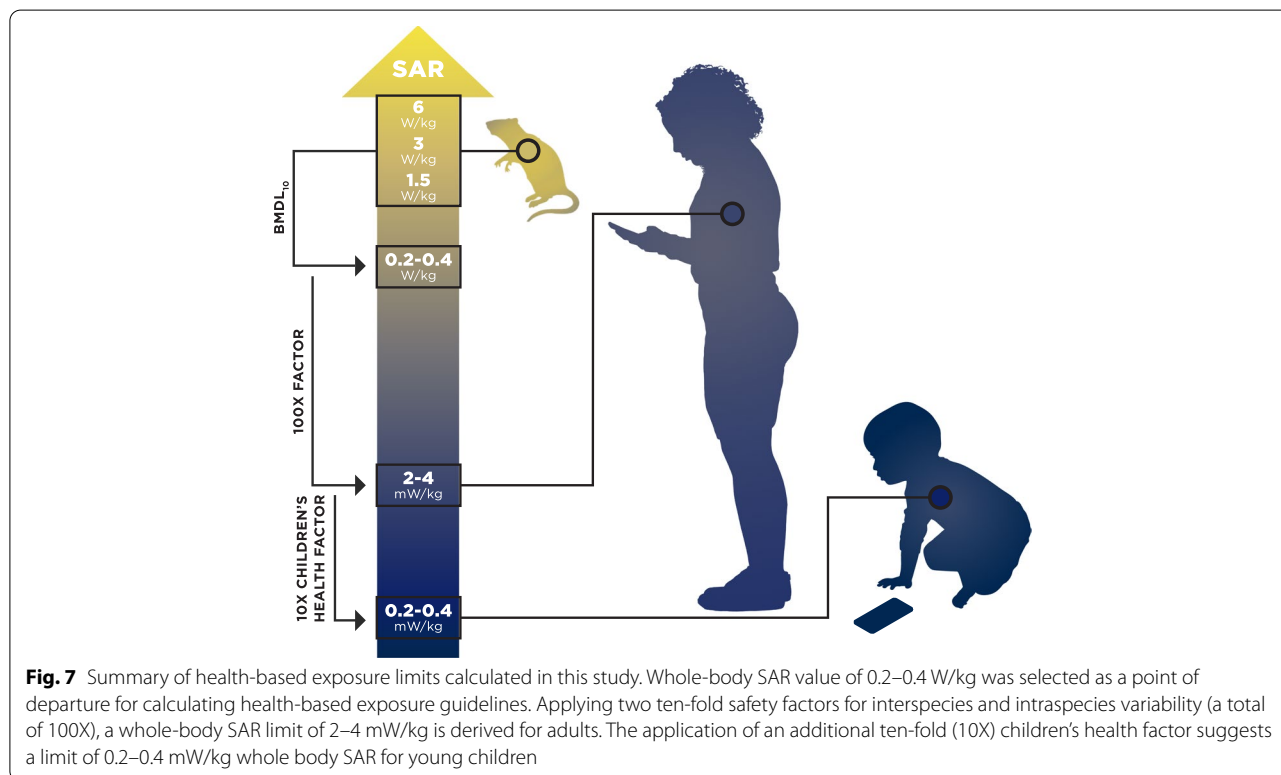 SAR
6
W/kg
3
W/kg
1.5
W/kg
BMDL₁₀
0.2-0.4
W/kg
100X FACTOR
2-4
mW/kg
10X CHILDREN'S
HEALTH FACTOR
0.2-0.4
mW/kg
Fig. 7 Summary of health-based exposure limits calculated in this study. Whole-body SAR value of 0.2–0.4 W/kg was selected as a point of
departure for calculating health-based exposure guidelines. Applying two ten-fold safety factors for interspecies and intraspecies variability (a total
of 100X), a whole-body SAR limit of 2–4 mW/kg is derived for adults. The application of an additional ten-fold (10X) children's health factor suggests
a limit of 0.2–0.4 mW/kg whole body SAR for young children